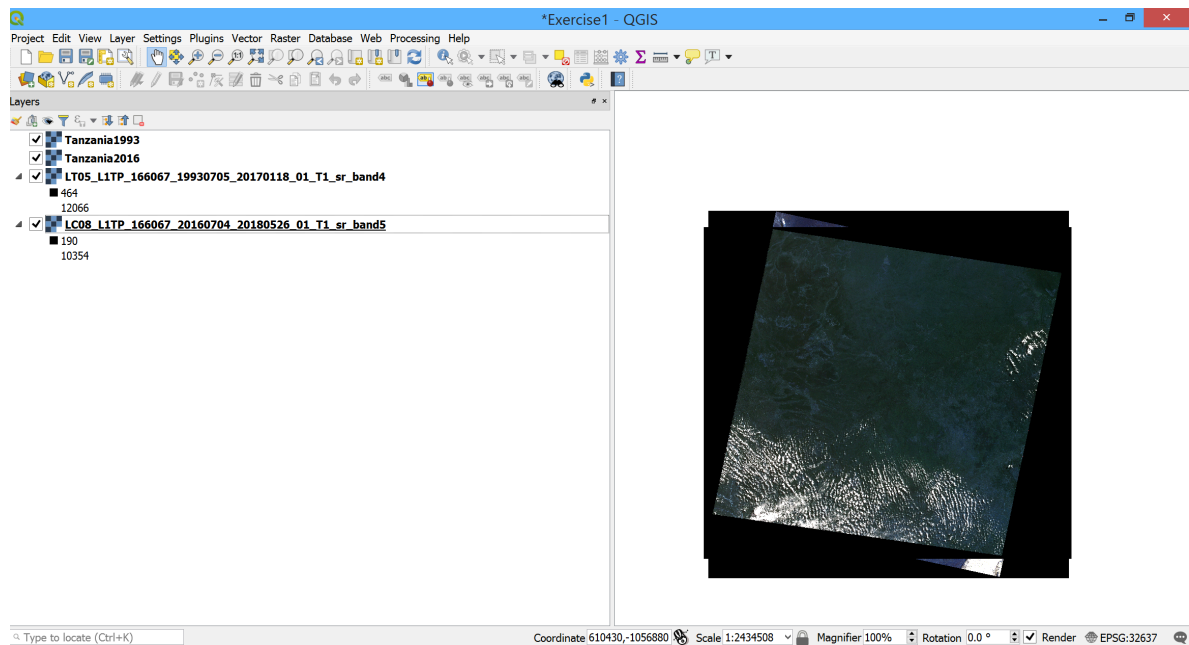 *Exercise1 - QGIS
Project Edit View Layer Settings Plugins Vector Raster Database Web Processing Help
Layers
Tanzania1993
Tanzania2016
LT05_L1TP_166067_19930705_20170118_01_T1_sr_band4
464
12066
LC08_L1TP_166067_20160704_20180526_01_T1_sr_band5
190
10354
Type to locate (Ctrl+K) Coordinate 610430,-1056880 Scale 1:2434508 Magnifier 100% Rotation 0.0 ° Render EPSG:32637